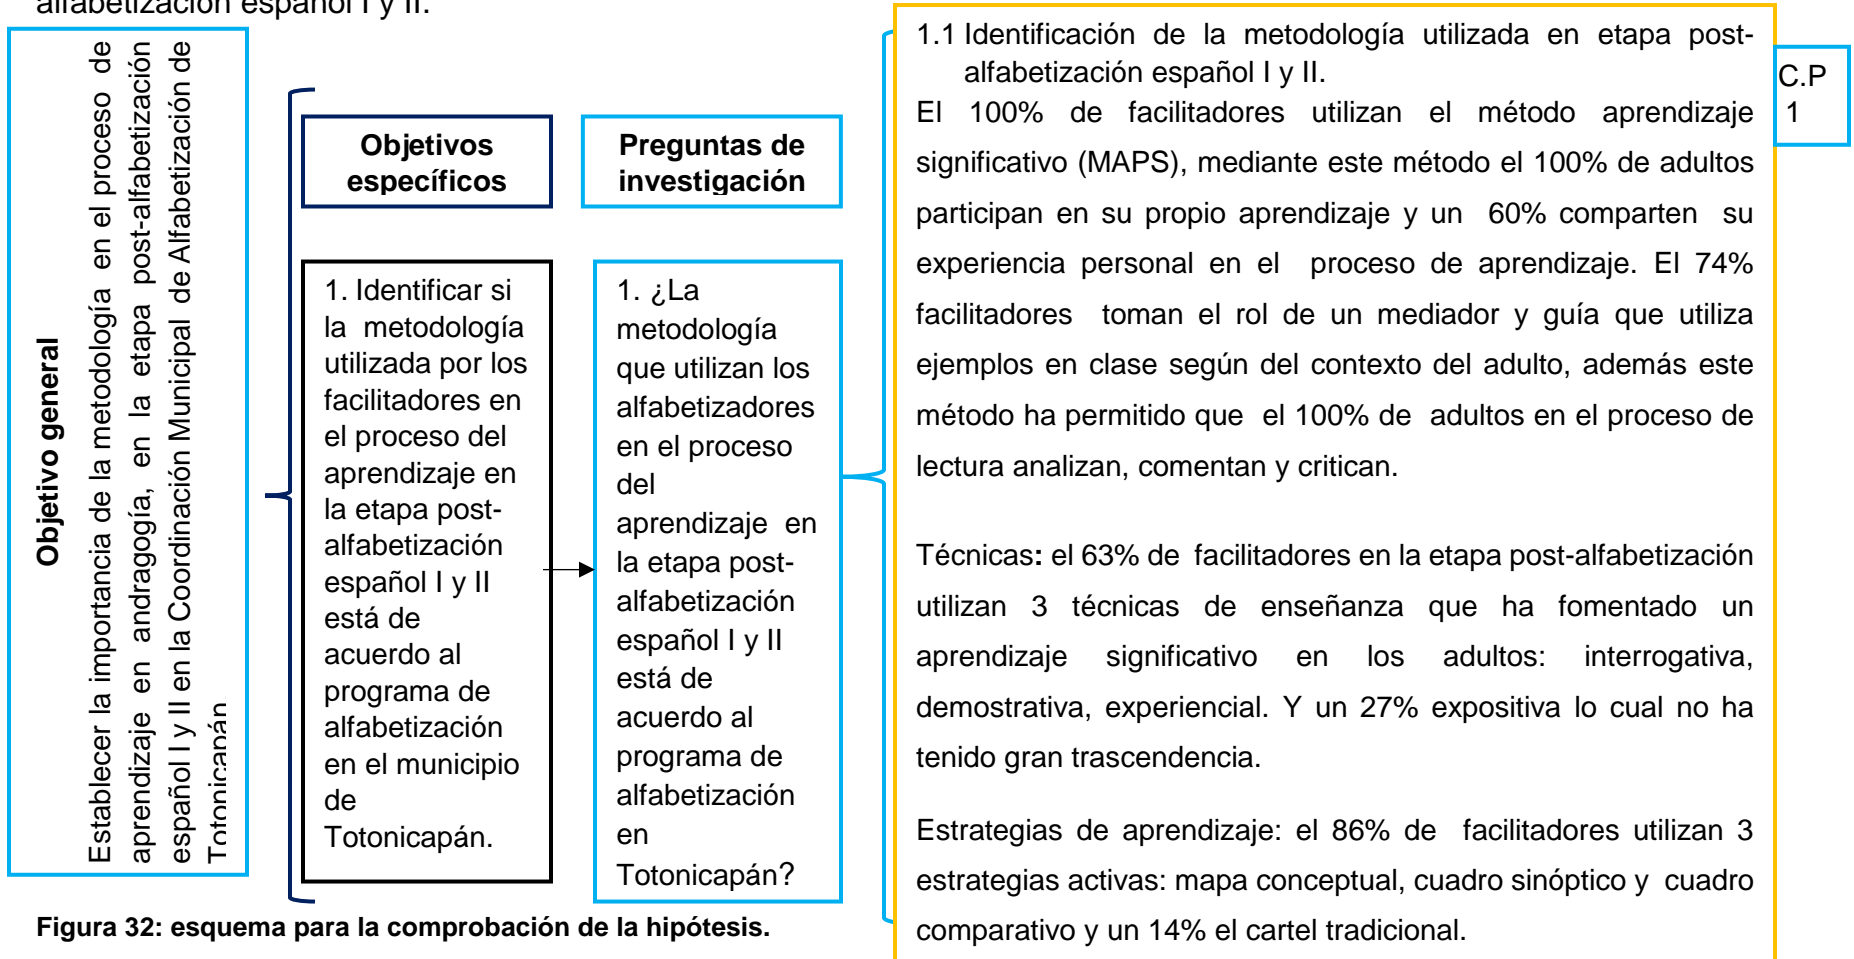 alfabetización español I y II.
Objetivo general
Establecer la importancia de la metodología en el proceso de
aprendizaje en andragogía, en la etapa post-alfabetización
español I y II en la Coordinación Municipal de Alfabetización de
Totonicapán
Objetivos
específicos
1. Identificar si
la metodología
utilizada por los
facilitadores en
el proceso del
aprendizaje en
la etapa post-
alfabetización
español I y II
está de
acuerdo al
programa de
alfabetización
en el municipio
de
Totonicapán.
Preguntas de
investigación
1. ¿La
metodología
que utilizan los
alfabetizadores
en el proceso
del
aprendizaje en
la etapa post-
alfabetización
español I y II
está de
acuerdo al
programa de
alfabetización
en
Totonicapán?
1.1 Identificación de la metodología utilizada en etapa post-
alfabetización español I y II.
El 100% de facilitadores utilizan el método aprendizaje
significativo (MAPS), mediante este método el 100% de adultos
participan en su propio aprendizaje y un 60% comparten su
experiencia personal en el proceso de aprendizaje. El 74%
facilitadores toman el rol de un mediador y guía que utiliza
ejemplos en clase según del contexto del adulto, además este
método ha permitido que el 100% de adultos en el proceso de
lectura analizan, comentan y critican.
Técnicas: el 63% de facilitadores en la etapa post-alfabetización
utilizan 3 técnicas de enseñanza que ha fomentado un
aprendizaje significativo en los adultos: interrogativa,
demostrativa, experiencial. Y un 27% expositiva lo cual no ha
tenido gran trascendencia.
Estrategias de aprendizaje: el 86% de facilitadores utilizan 3
estrategias activas: mapa conceptual, cuadro sinóptico y cuadro
comparativo y un 14% el cartel tradicional.
C.P
1
Figura 32: esquema para la comprobación de la hipótesis.